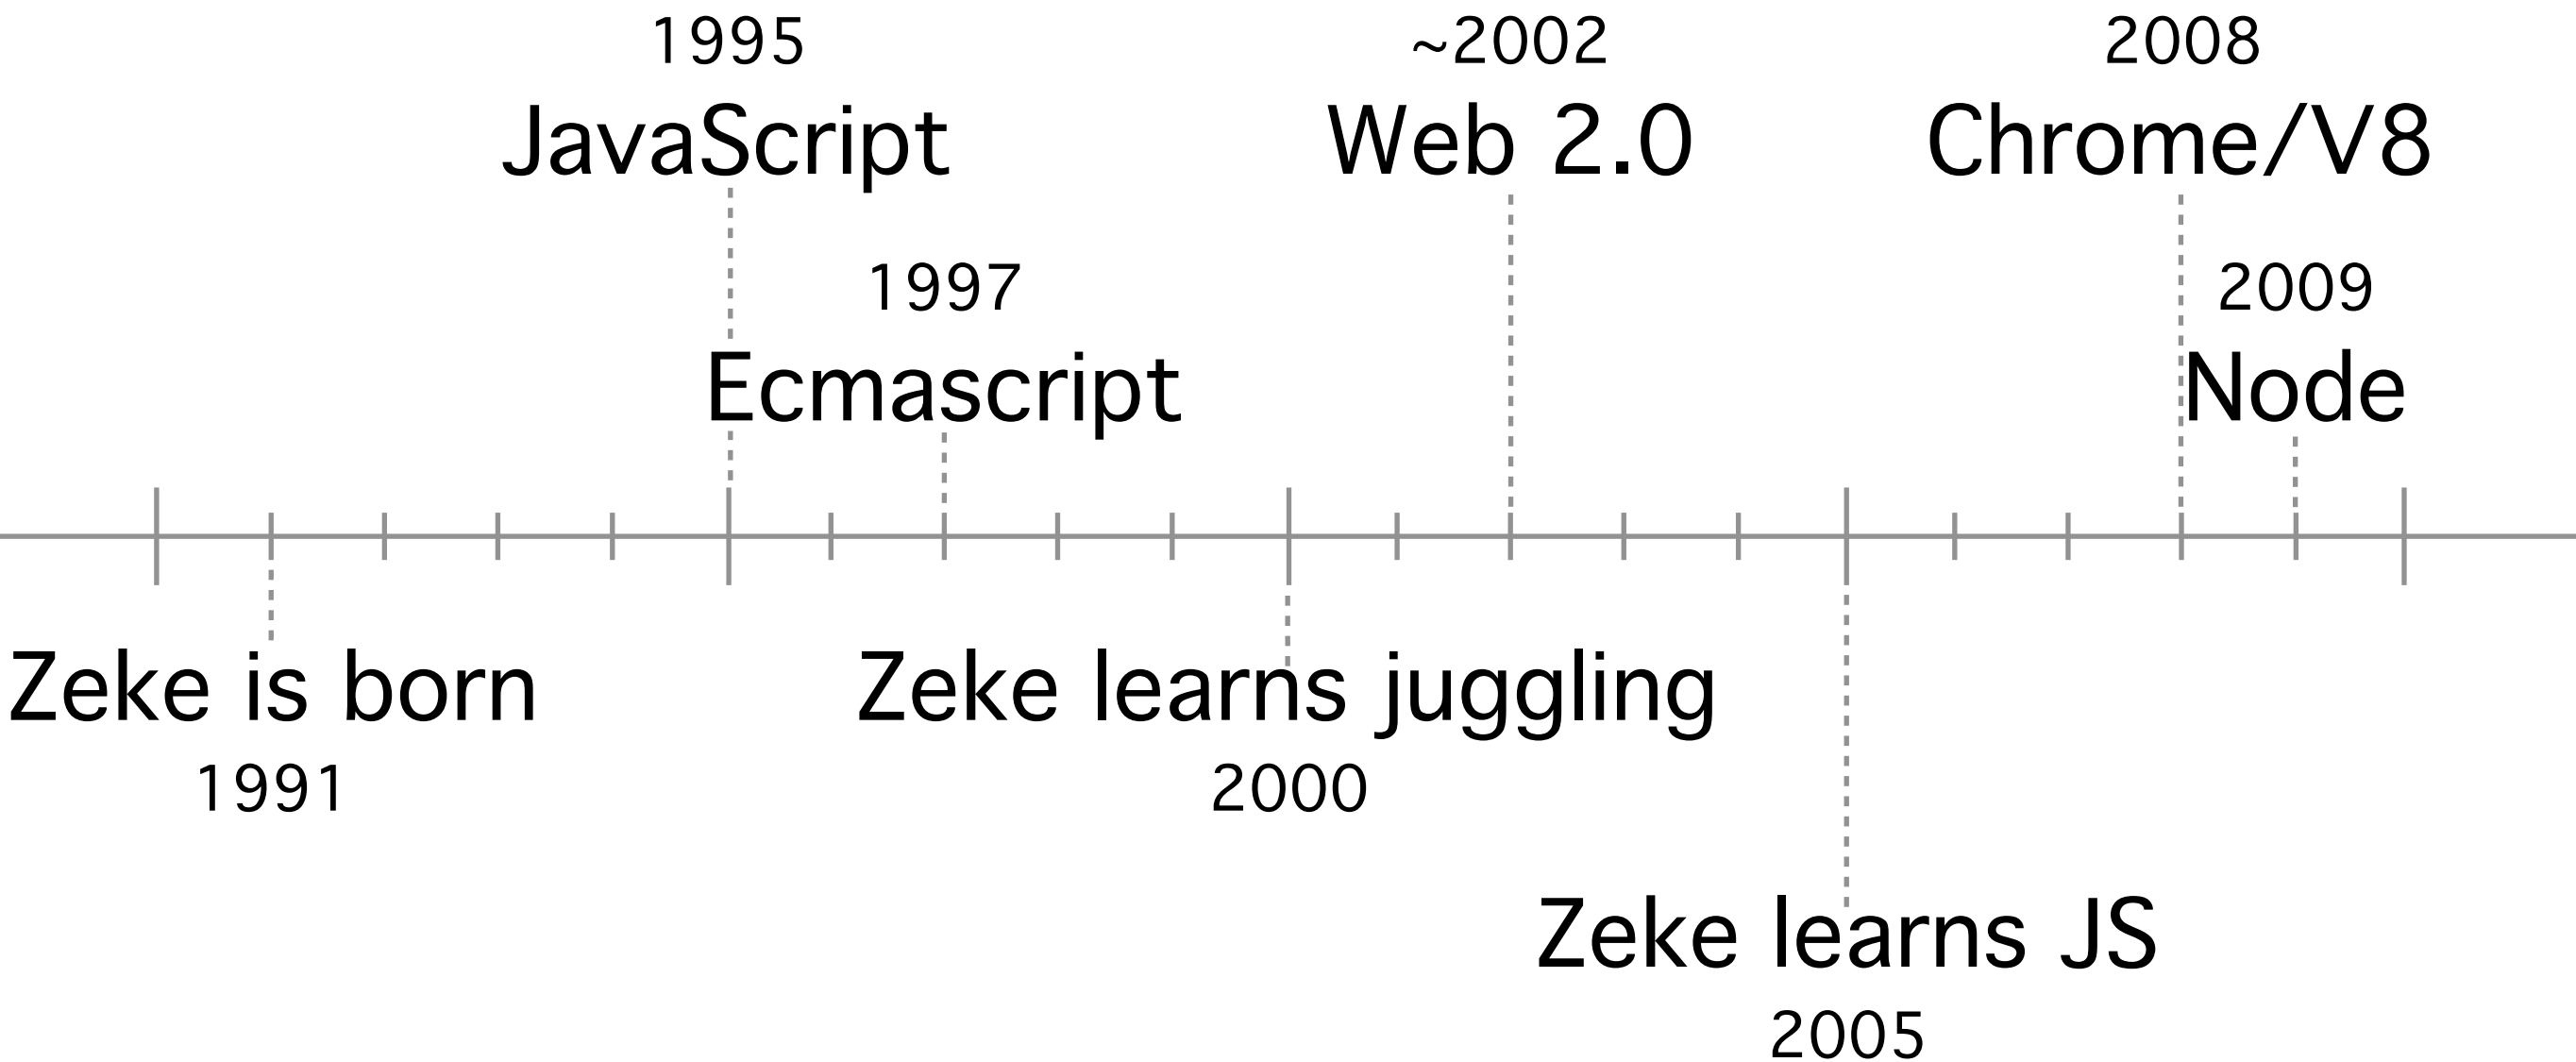 1995
JavaScript
1997
Ecmascript
~2002
Web 2.0
2008
Chrome/V8
2009
Node
Zeke is born
1991
Zeke learns juggling
2000
Zeke learns JS
2005